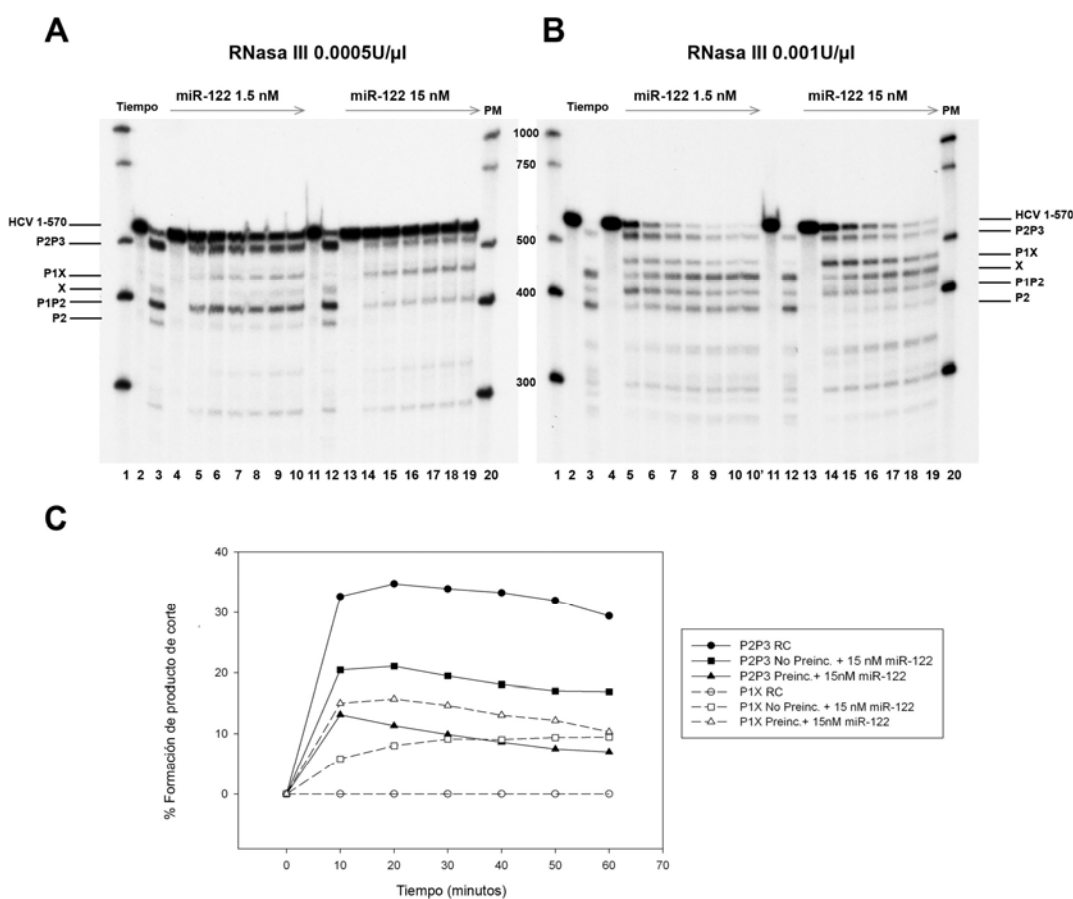 A
B
RNasa III 0.0005U/µl
RNasa III 0.001U/µl
Tiempo
miR-122 1.5 nM
miR-122 15 nM
PM
Tiempo
miR-122 1.5 nM
miR-122 15 nM
PM
HCV 1-570
P2P3
P1X
X
P1P2
P2
1000
750
500
400
300
HCV 1-570
P2P3
P1X
X
P1P2
P2
1 2 3 4 5 6 7 8 9 10 11 12 13 14 15 16 17 18 19 20
1 2 3 4 5 6 7 8 9 10 10' 11 12 13 14 15 16 17 18 19 20
C
% Formación de producto de corte
40
30
20
10
0
0 10 20 30 40 50 60 70
Tiempo (minutos)
P2P3 RC
P2P3 No Preinc. + 15 nM miR-122
P2P3 Preinc.+ 15nM miR-122
P1X RC
P1X No Preinc. + 15 nM miR-122
P1X Preinc.+ 15nM miR-122